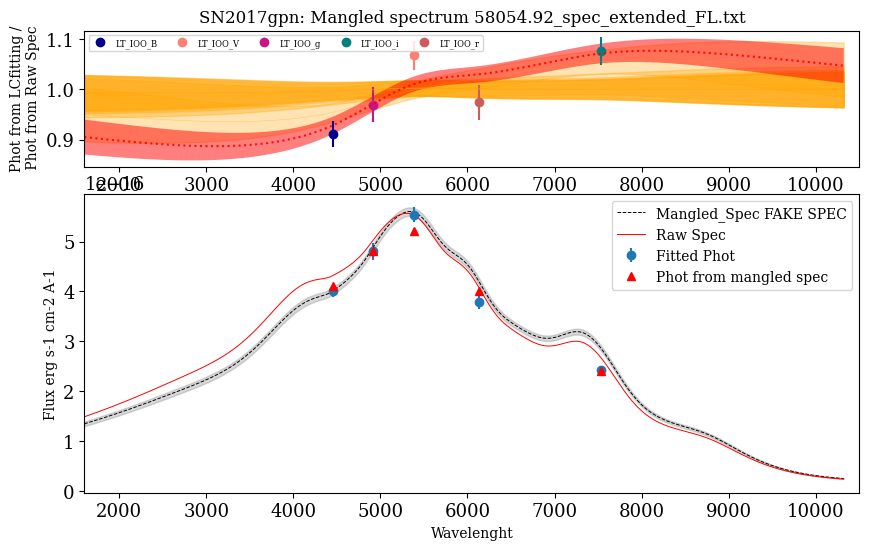 SN2017gpn: Mangled spectrum 58054.92_spec_extended_FL.txt
Phot from LCfitting /
Phot from Raw Spec
LT_IOO_B LT_IOO_V LT_IOO_g LT_IOO_i LT_IOO_r
1.1
1.0
0.9
2000 3000 4000 5000 6000 7000 8000 9000 10000
1e−16
Flux erg s-1 cm-2 A-1
Mangled_Spec FAKE SPEC
Raw Spec
Fitted Phot
Phot from mangled spec
5
4
3
2
1
0
2000 3000 4000 5000 6000 7000 8000 9000 10000
Wavelenght